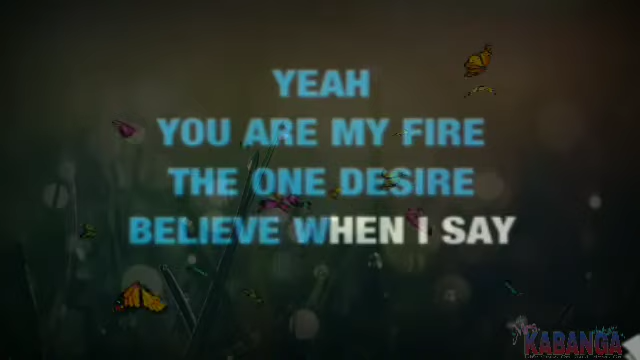 YEAH
YOU ARE MY FIRE
THE ONE DESIRE
BELIEVE WHEN I SAY
KABANGA